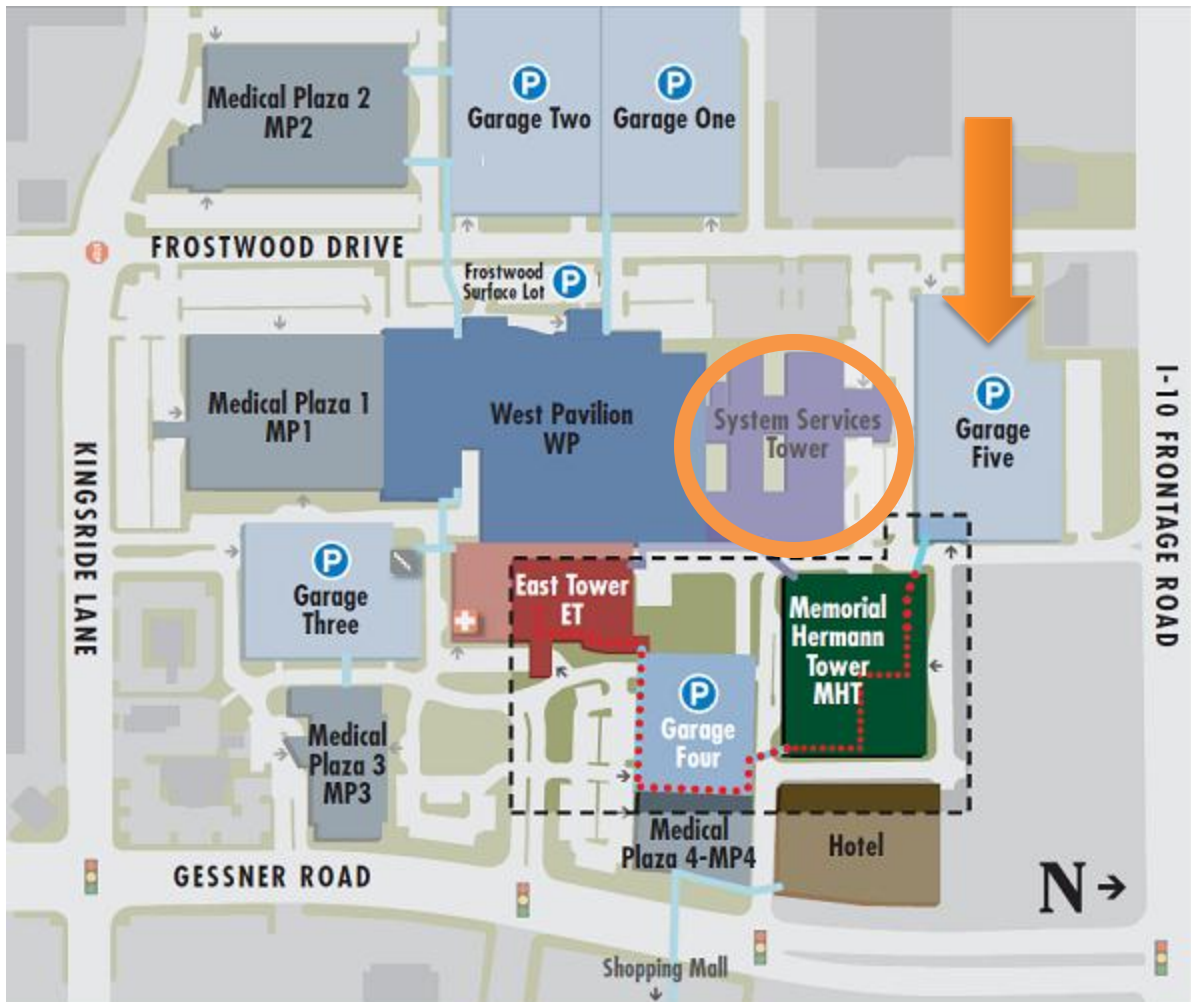 Medical Plaza 2
MP2
P
Garage Two
P
Garage One
FROSTWOOD DRIVE
STOP
Frostwood
Surface Lot
P
Medical Plaza 1
MP1
West Pavilion
WP
System Services
Tower
P
Garage
Five
I-10 FRONTAGE ROAD
KINGSRIDE LANE
P
Garage
Three
East Tower
ET
Memorial
Hermann
Tower
MHT
P
Garage
Four
Medical
Plaza 3
MP3
Medical
Plaza 4-MP4
Hotel
GESSNER ROAD
N
Shopping Mall